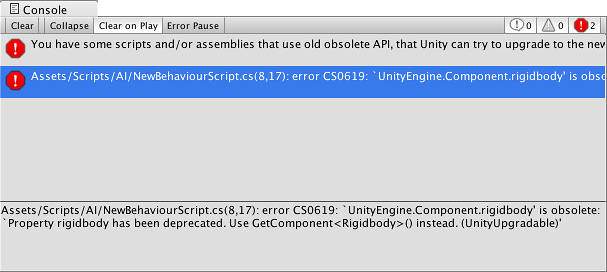 Console
Clear Collapse Clear on Play Error Pause 0 0 2
You have some scripts and/or assemblies that use old obsolete API, that Unity can try to upgrade to the new
Assets/Scripts/AI/NewBehaviourScript.cs(8,17): error CS0619: `UnityEngine.Component.rigidbody' is obso
Assets/Scripts/AI/NewBehaviourScript.cs(8,17): error CS0619: `UnityEngine.Component.rigidbody' is obsolete:
`Property rigidbody has been deprecated. Use GetComponent<Rigidbody>() instead. (UnityUpgradable)'